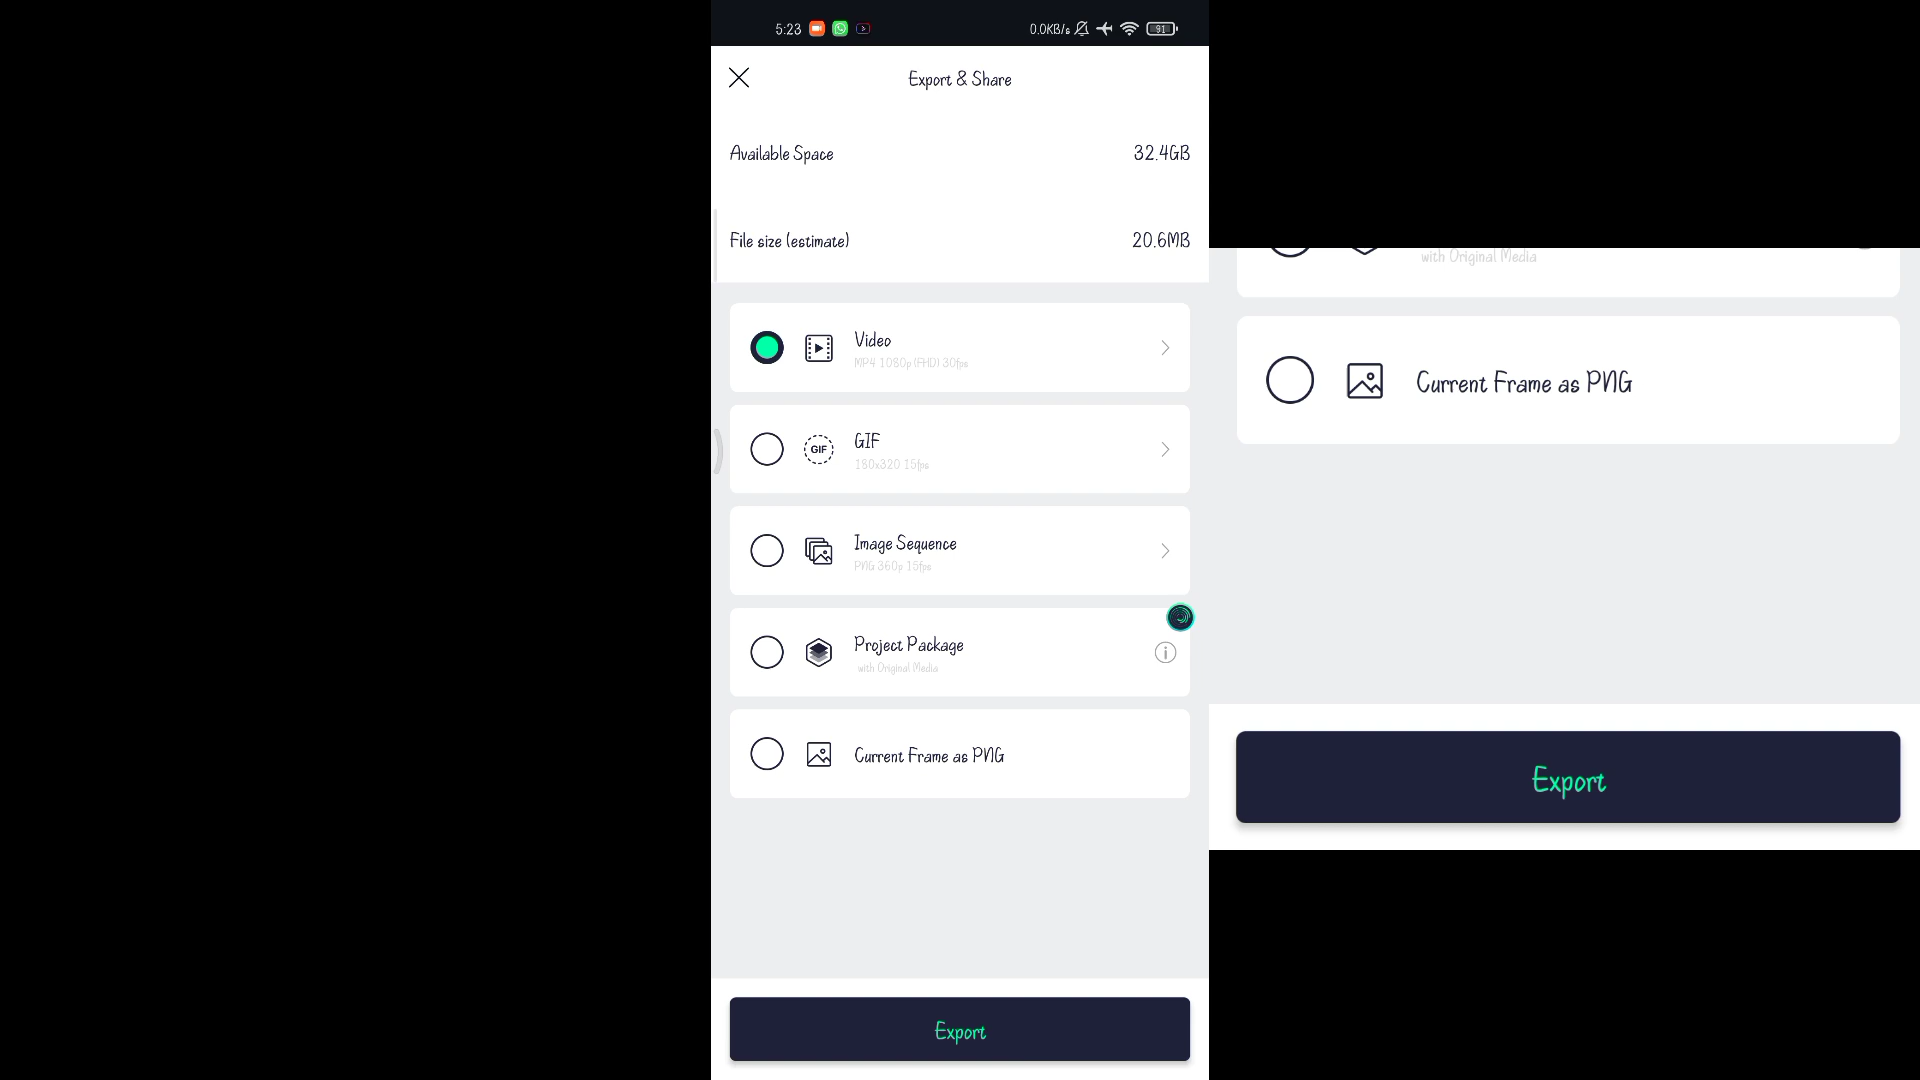 5:23
0.0KB/s
91
Export & Share
Available Space
32.4GB
File size (estimate)
20.6MB
Video
MP4 1080p (FHD) 30fps
GIF
GIF
180x320 15fps
Image Sequence
PNG 360p 15fps
Project Package
with Original Media
Current Frame as PNG
Export
with Original Media
Current Frame as PNG
Export